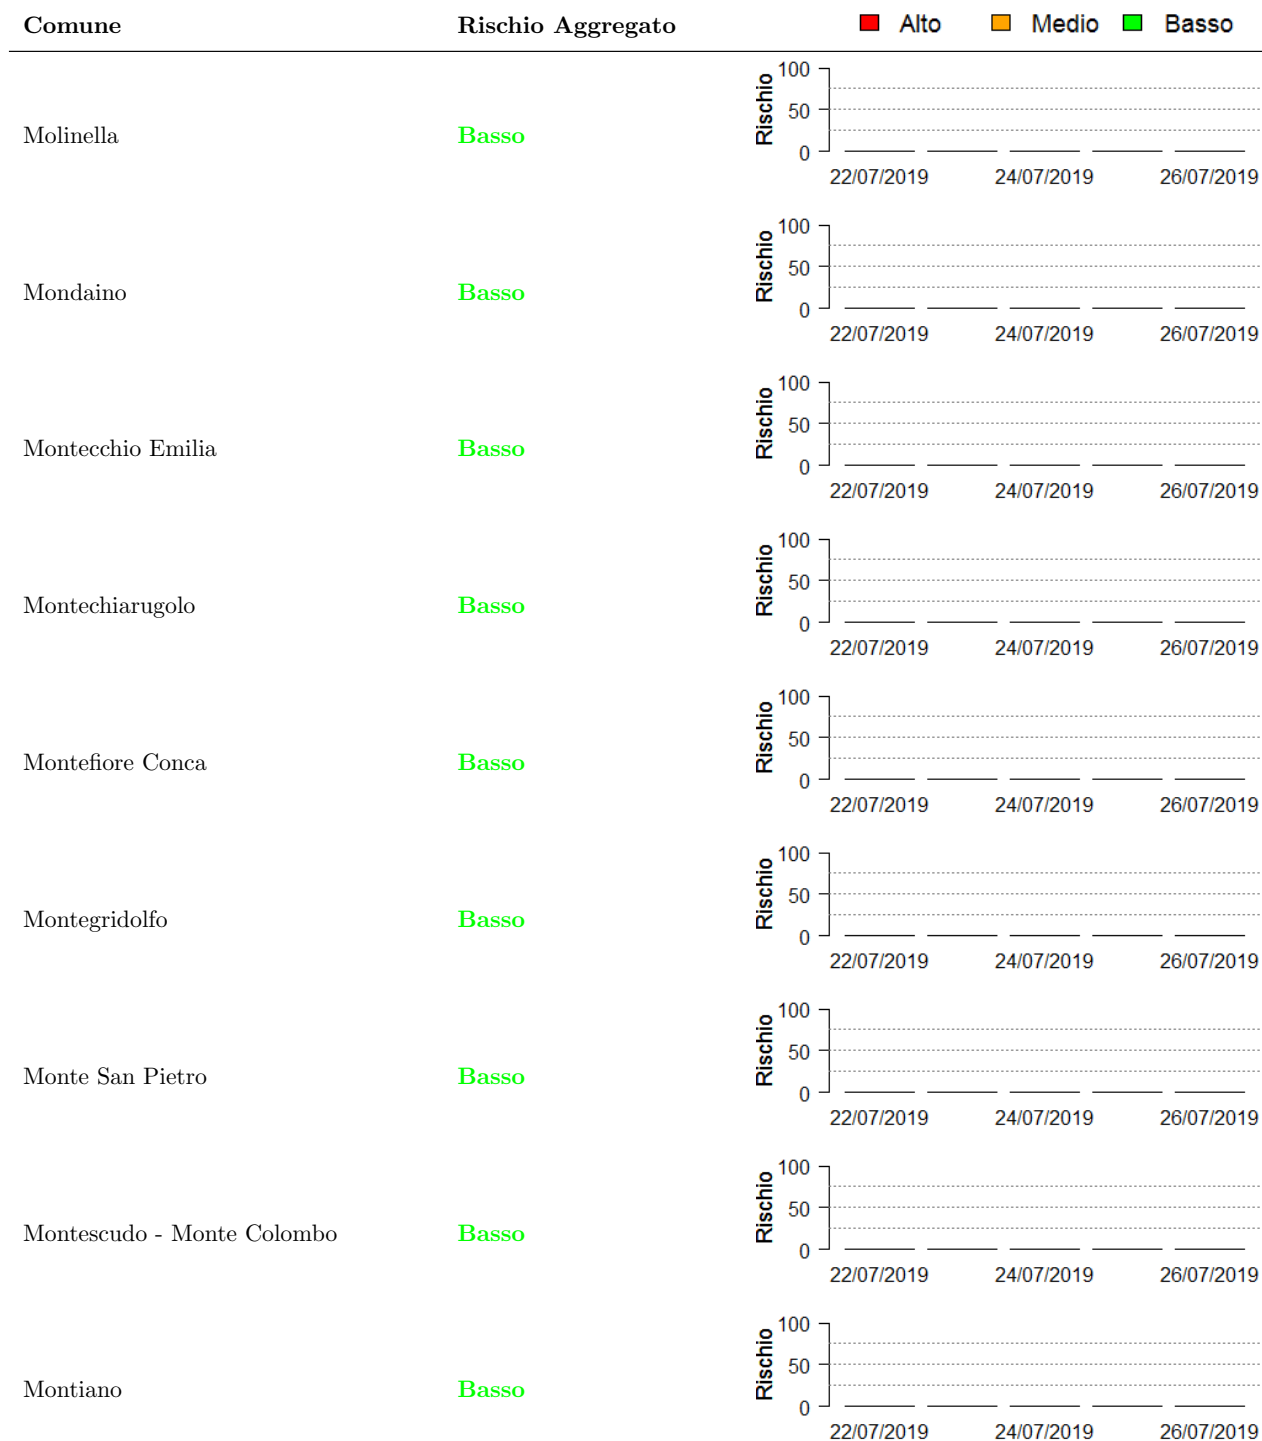 Comune Rischio Aggregato Alto Medio Basso
Molinella Basso
Rischio
100
50
0
22/07/2019 24/07/2019 26/07/2019
Mondaino Basso
Rischio
100
50
0
22/07/2019 24/07/2019 26/07/2019
Montecchio Emilia Basso
Rischio
100
50
0
22/07/2019 24/07/2019 26/07/2019
Montechiarugolo Basso
Rischio
100
50
0
22/07/2019 24/07/2019 26/07/2019
Montefiore Conca Basso
Rischio
100
50
0
22/07/2019 24/07/2019 26/07/2019
Montegridolfo Basso
Rischio
100
50
0
22/07/2019 24/07/2019 26/07/2019
Monte San Pietro Basso
Rischio
100
50
0
22/07/2019 24/07/2019 26/07/2019
Montescudo - Monte Colombo Basso
Rischio
100
50
0
22/07/2019 24/07/2019 26/07/2019
Montiano Basso
Rischio
100
50
0
22/07/2019 24/07/2019 26/07/2019